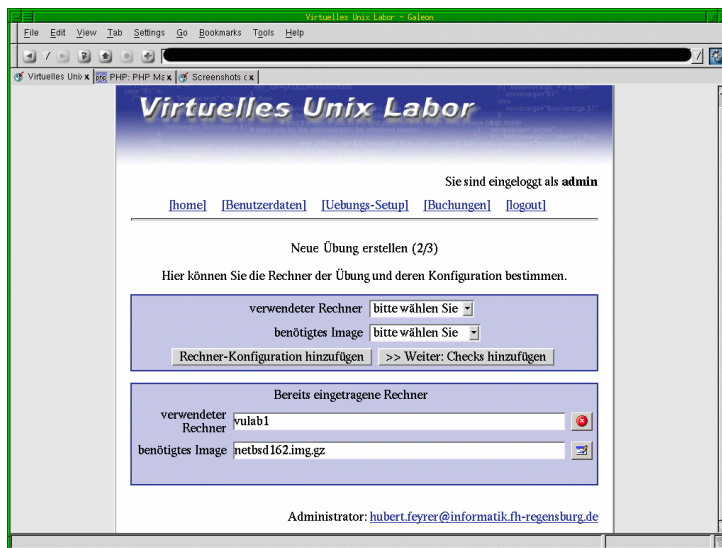 Virtuelles Unix Labor - Galeon
File Edit View Tab Settings Go Bookmarks Tools Help
Virtuelles Unix PHP: PHP Screenshots
Virtuelles Unix Labor
Sie sind eingeloggt als admin
[home] [Benutzerdaten] [Uebungs-Setup] [Buchungen] [logout]
Neue Übung erstellen (2/3)
Hier können Sie die Rechner der Übung und deren Konfiguration bestimmen.
verwendeter Rechner bitte wählen Sie
benötigtes Image bitte wählen Sie
Rechner-Konfiguration hinzufügen >> Weiter: Checks hinzufügen
Bereits eingetragene Rechner
verwendeter
Rechner vulab1
benötigtes Image netbsd162.img.gz
Administrator: hubert.feyrer@informatik.fh-regensburg.de